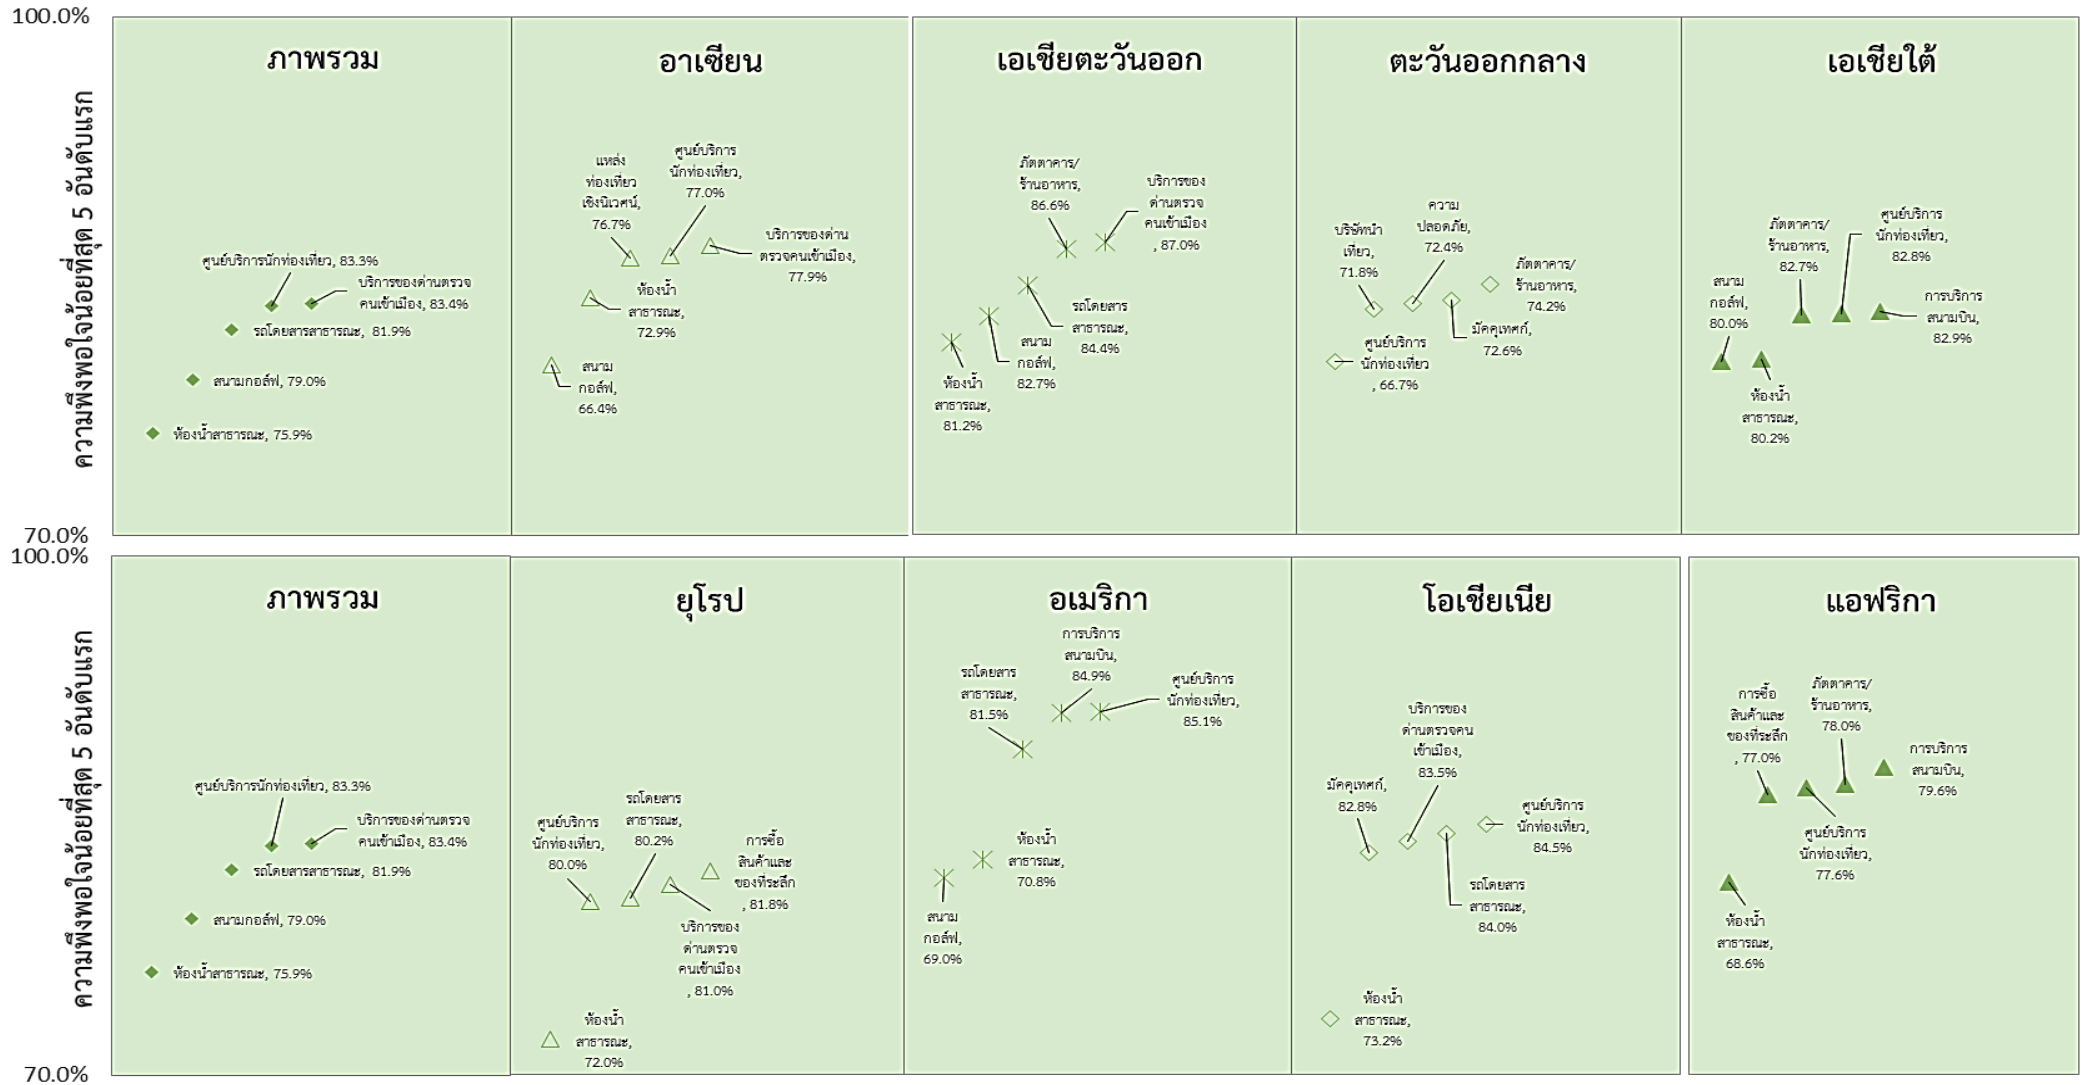 100.0%
ความพึงพอใจน้อยที่สุด 5 อันดับแรก
70.0%
ภาพรวม
ศูนย์บริการนักท่องเที่ยว, 83.3%
บริการของด่านตรวจ
คนเข้าเมือง, 83.4%
รถโดยสารสาธารณะ, 81.9%
สนามกอล์ฟ, 79.0%
ห้องน้ำสาธารณะ, 75.9%
อาเซียน
แหล่ง
ท่องเที่ยว
เชิงนิเวศน์,
76.7%
ศูนย์บริการ
นักท่องเที่ยว,
77.0%
บริการของด่าน
ตรวจคนเข้าเมือง,
77.9%
ห้องน้ำ
สาธารณะ,
72.9%
สนาม
กอล์ฟ,
66.4%
เอเชียตะวันออก
ภัตตาคาร/
ร้านอาหาร,
86.6%
บริการของ
ด่านตรวจ
คนเข้าเมือง
, 87.0%
รถโดยสาร
สาธารณะ,
84.4%
สนาม
กอล์ฟ,
82.7%
ห้องน้ำ
สาธารณะ,
81.2%
ตะวันออกกลาง
บริษัทนำ
เที่ยว,
71.8%
ความ
ปลอดภัย,
72.4%
ภัตตาคาร/
ร้านอาหาร,
74.2%
มัคคุเทศก์,
72.6%
ศูนย์บริการ
นักท่องเที่ยว
, 66.7%
เอเชียใต้
สนาม
กอล์ฟ,
80.0%
ภัตตาคาร/
ร้านอาหาร,
82.7%
ศูนย์บริการ
นักท่องเที่ยว,
82.8%
การบริการ
สนามบิน,
82.9%
ห้องน้ำ
สาธารณะ,
80.2%
100.0%
ความพึงพอใจน้อยที่สุด 5 อันดับแรก
70.0%
ภาพรวม
ศูนย์บริการนักท่องเที่ยว, 83.3%
บริการของด่านตรวจ
คนเข้าเมือง, 83.4%
รถโดยสารสาธารณะ, 81.9%
สนามกอล์ฟ, 79.0%
ห้องน้ำสาธารณะ, 75.9%
ยุโรป
ศูนย์บริการ
นักท่องเที่ยว,
80.0%
รถโดยสาร
สาธารณะ,
80.2%
การซื้อ
สินค้าและ
ของที่ระลึก
, 81.8%
บริการของ
ด่านตรวจ
คนเข้าเมือง
, 81.0%
ห้องน้ำ
สาธารณะ,
72.0%
อเมริกา
รถโดยสาร
สาธารณะ,
81.5%
การบริการ
สนามบิน,
84.9%
ศูนย์บริการ
นักท่องเที่ยว,
85.1%
ห้องน้ำ
สาธารณะ,
70.8%
สนาม
กอล์ฟ,
69.0%
โอเชียเนีย
มัคคุเทศก์,
82.8%
บริการของ
ด่านตรวจคน
เข้าเมือง,
83.5%
ศูนย์บริการ
นักท่องเที่ยว,
84.5%
รถโดยสาร
สาธารณะ,
84.0%
ห้องน้ำ
สาธารณะ,
73.2%
แอฟริกา
การซื้อ
สินค้าและ
ของที่ระลึก
, 77.0%
ภัตตาคาร/
ร้านอาหาร,
78.0%
การบริการ
สนามบิน,
79.6%
ศูนย์บริการ
นักท่องเที่ยว,
77.6%
ห้องน้ำ
สาธารณะ,
68.6%